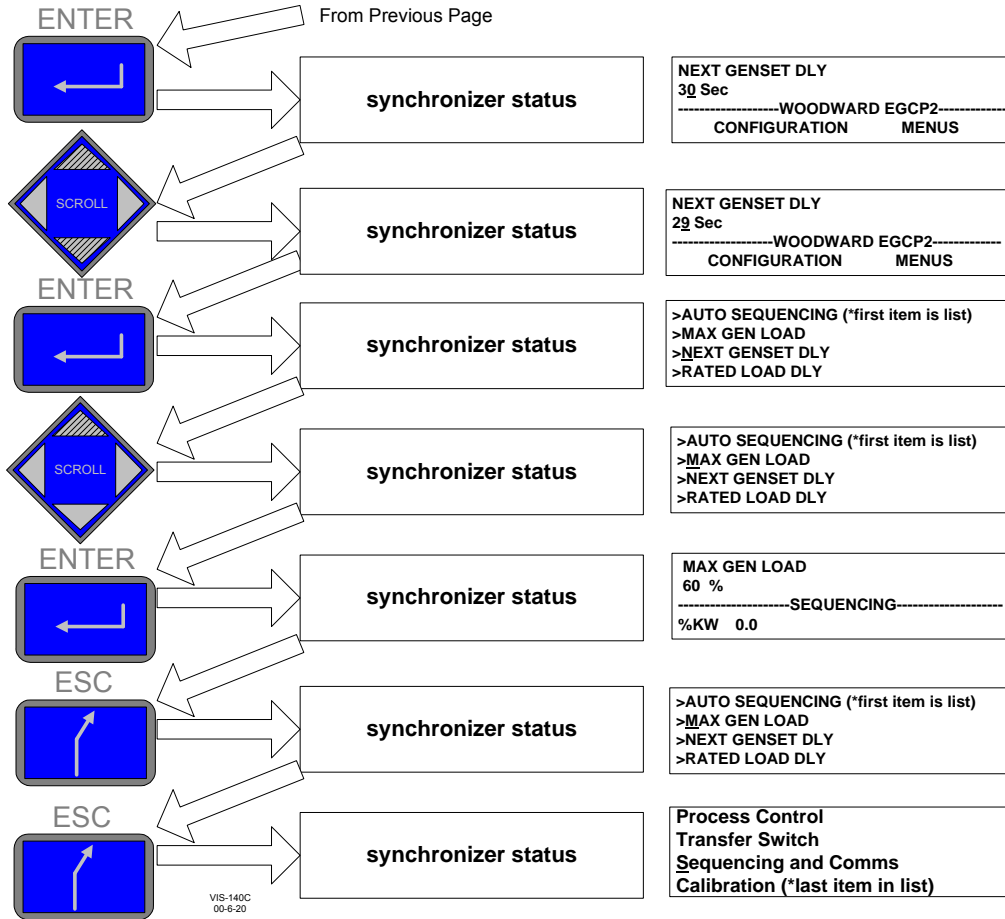 ENTER
From Previous Page
synchronizer status
NEXT GENSET DLY
30 Sec
-------------------WOODWARD EGCP2-------------
CONFIGURATION MENUS
SCROLL
synchronizer status
NEXT GENSET DLY
29 Sec
-------------------WOODWARD EGCP2-------------
CONFIGURATION MENUS
ENTER
synchronizer status
>AUTO SEQUENCING (*first item is list)
>MAX GEN LOAD
>NEXT GENSET DLY
>RATED LOAD DLY
SCROLL
synchronizer status
>AUTO SEQUENCING (*first item is list)
>MAX GEN LOAD
>NEXT GENSET DLY
>RATED LOAD DLY
ENTER
synchronizer status
MAX GEN LOAD
60 %
---------------------SEQUENCING--------------------
%KW 0.0
ESC
synchronizer status
>AUTO SEQUENCING (*first item is list)
>MAX GEN LOAD
>NEXT GENSET DLY
>RATED LOAD DLY
ESC
synchronizer status
Process Control
Transfer Switch
Sequencing and Comms
Calibration (*last item in list)
VIS-140C
00-6-20